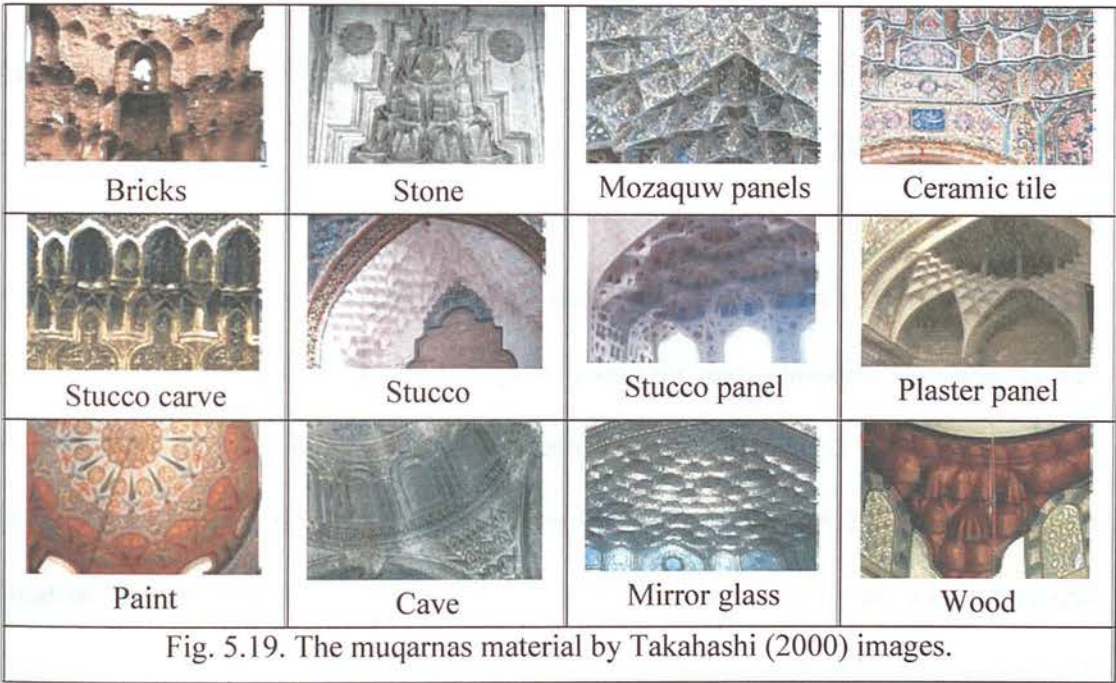 Bricks
Stone
Mozaquw panels
Ceramic tile
Stucco carve
Stucco
Stucco panel
Plaster panel
Paint
Cave
Mirror glass
Wood
Fig. 5.19. The muqarnas material by Takahashi (2000) images.